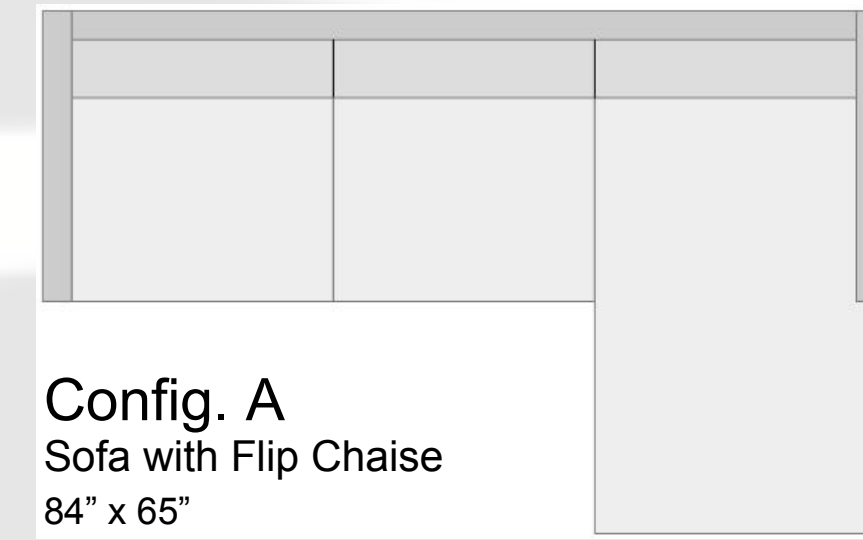 Config. A
Sofa with Flip Chaise
84” x 65”